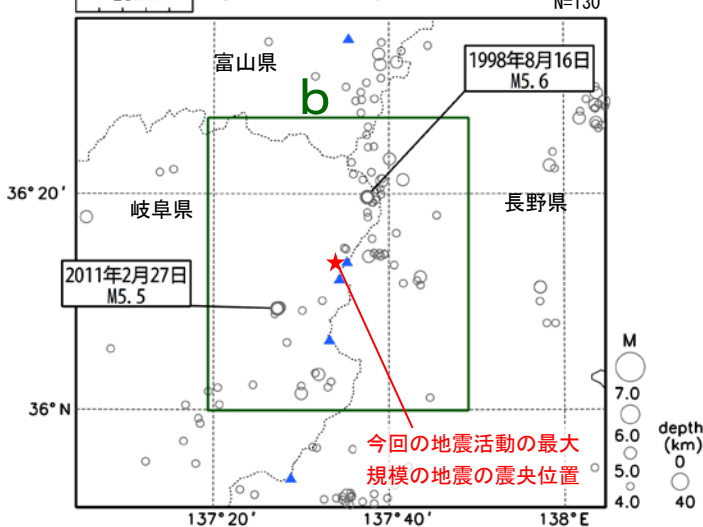 N=130
富山県
1998年8月16日
M5.6
b
36°20′
岐阜県
長野県
2011年2月27日
M5.5
36°N
今回の地震活動の最大
規模の地震の震央位置
M
7.0
6.0
5.0
4.0
depth
(km)
0
40
137°20′
137°40′
138°E